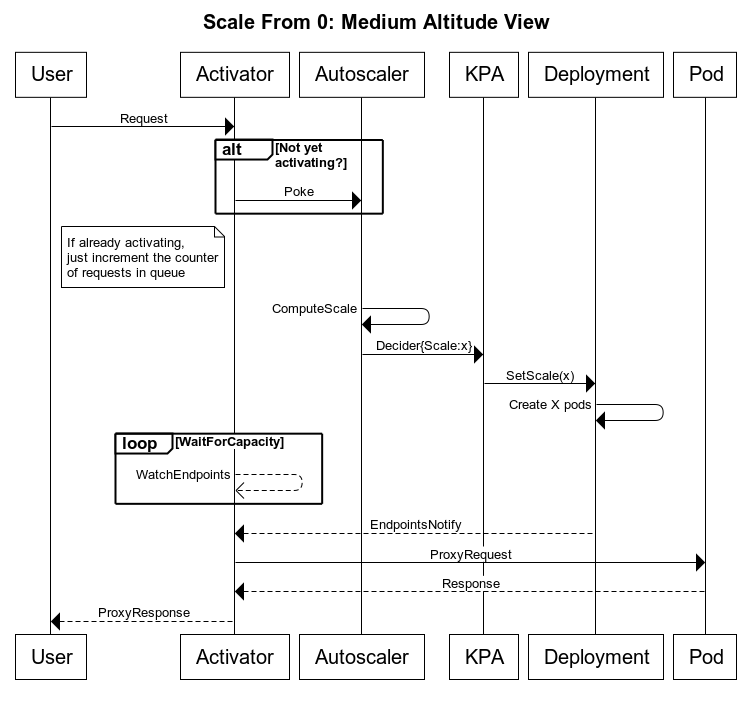 Scale From 0: Medium Altitude View
User
Activator
Autoscaler
KPA
Deployment
Pod
Request
alt
[Not yet
activating?]
Poke
If already activating,
just increment the counter
of requests in queue
ComputeScale
Decider{Scale:x}
SetScale(x)
Create X pods
loop
[WaitForCapacity]
WatchEndpoints
EndpointsNotify
ProxyRequest
Response
ProxyResponse
User
Activator
Autoscaler
KPA
Deployment
Pod